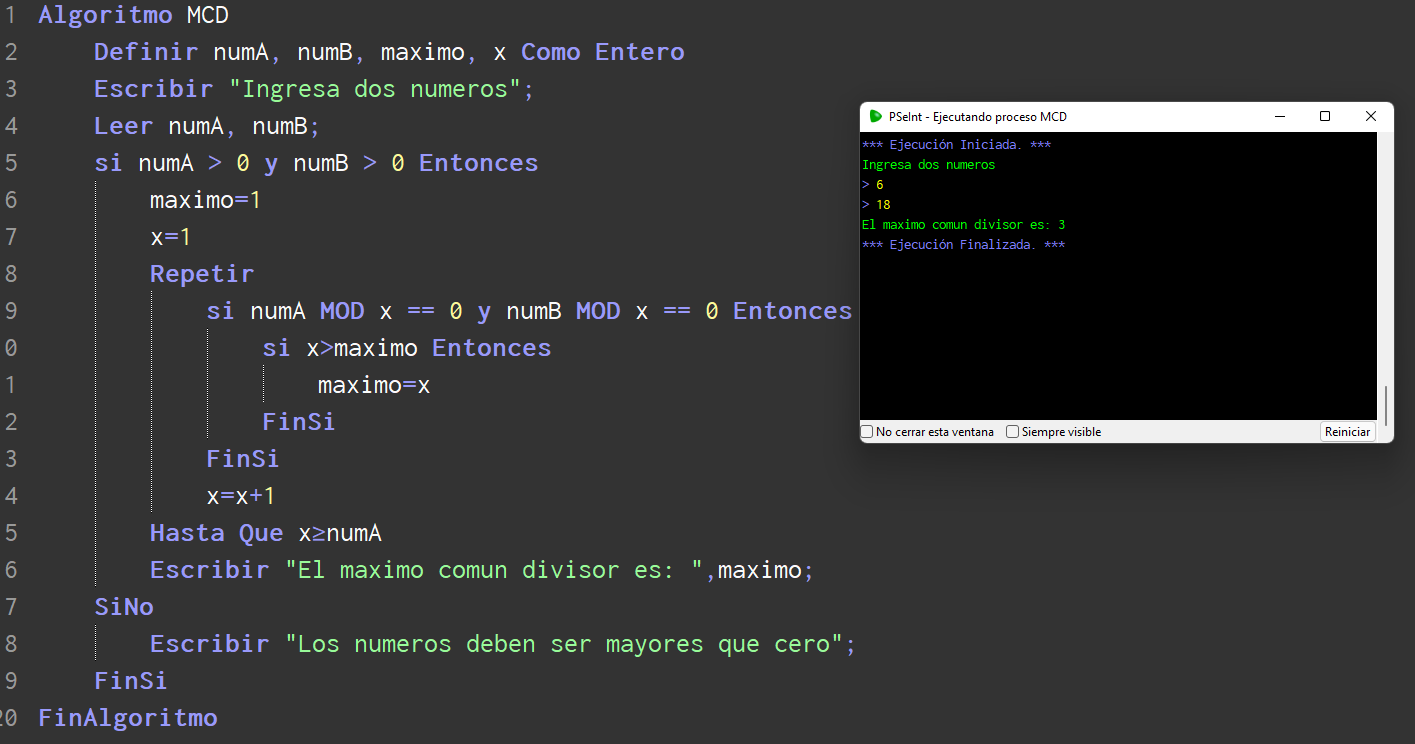 1 Algoritmo MCD
2 Definir numA, numB, maximo, x Como Entero
3 Escribir "Ingresa dos numeros";
4 Leer numA, numB;
5 si numA > 0 y numB > 0 Entonces
6 maximo=1
7 x=1
8 Repetir
9 si numA MOD x == 0 y numB MOD x == 0 Entonces
0 si x>maximo Entonces
1 maximo=x
2 FinSi
3 FinSi
4 x=x+1
5 Hasta Que x≥numA
6 Escribir "El maximo comun divisor es: ",maximo;
7 SiNo
8 Escribir "Los numeros deben ser mayores que cero";
9 FinSi
20 FinAlgoritmo
PSeInt - Ejecutando proceso MCD
*** Ejecución Iniciada. ***
Ingresa dos numeros
> 6
> 18
El maximo comun divisor es: 3
*** Ejecución Finalizada. ***
No cerrar esta ventana Siempre visible Reiniciar